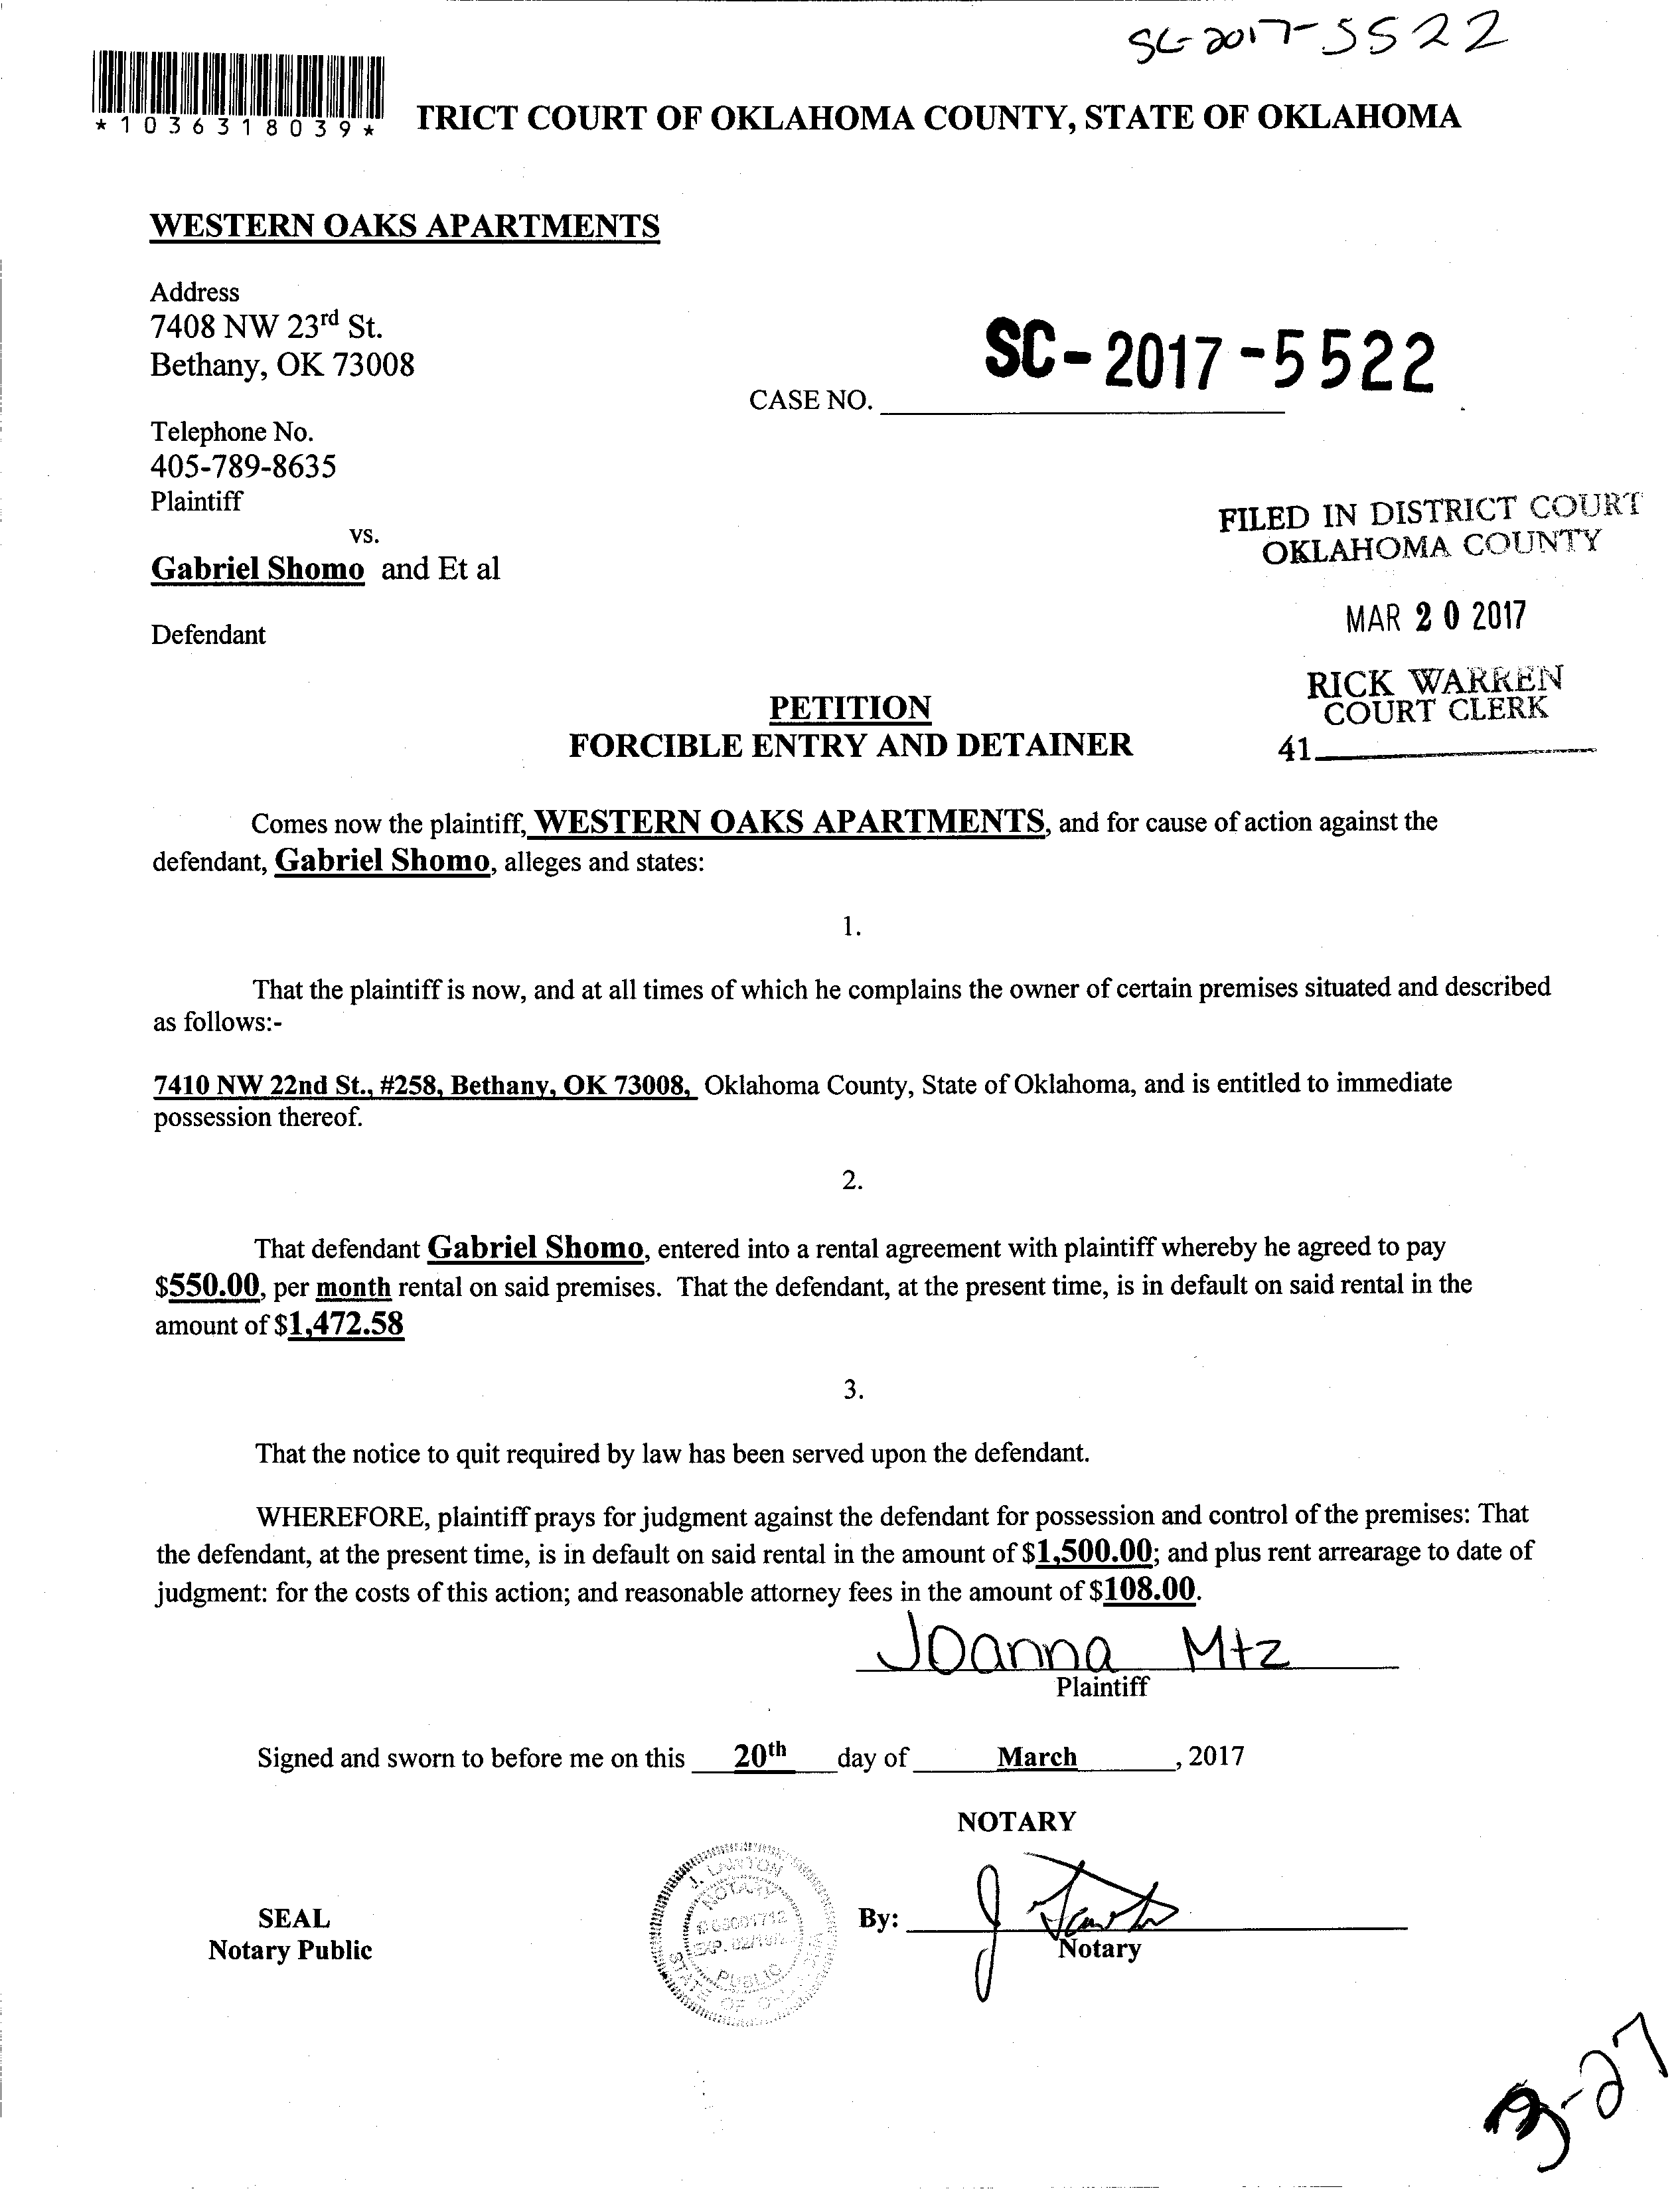 SC-2017-5522
*1036318039*
TRICT COURT OF OKLAHOMA COUNTY, STATE OF OKLAHOMA
WESTERN OAKS APARTMENTS
Address
7408 NW 23rd St.
Bethany, OK 73008
SC-2017-5522
CASE NO.
Telephone No.
405-789-8635
Plaintiff
vs.
Gabriel Shomo and Et al
Defendant
FILED IN DISTRICT COURT
OKLAHOMA COUNTY
MAR 20 2017
RICK WARREN
COURT CLERK
41
PETITION
FORCIBLE ENTRY AND DETAINER
Comes now the plaintiff, WESTERN OAKS APARTMENTS, and for cause of action against the
defendant, Gabriel Shomo, alleges and states:
1.
That the plaintiff is now, and at all times of which he complains the owner of certain premises situated and described
as follows:-
7410 NW 22nd St., #258, Bethany, OK 73008, Oklahoma County, State of Oklahoma, and is entitled to immediate
possession thereof.
2.
That defendant Gabriel Shomo, entered into a rental agreement with plaintiff whereby he agreed to pay
$550.00, per month rental on said premises. That the defendant, at the present time, is in default on said rental in the
amount of $1,472.58
3.
That the notice to quit required by law has been served upon the defendant.
WHEREFORE, plaintiff prays for judgment against the defendant for possession and control of the premises: That
the defendant, at the present time, is in default on said rental in the amount of $1,500.00; and plus rent arrearage to date of
judgment: for the costs of this action; and reasonable attorney fees in the amount of $108.00.
Joanna Mtz
Plaintiff
Signed and sworn to before me on this 20th day of March, 2017
NOTARY
J. LAWTON
NOTARY
PUBLIC
STATE OF
SEAL
Notary Public
By:
Notary
3-27